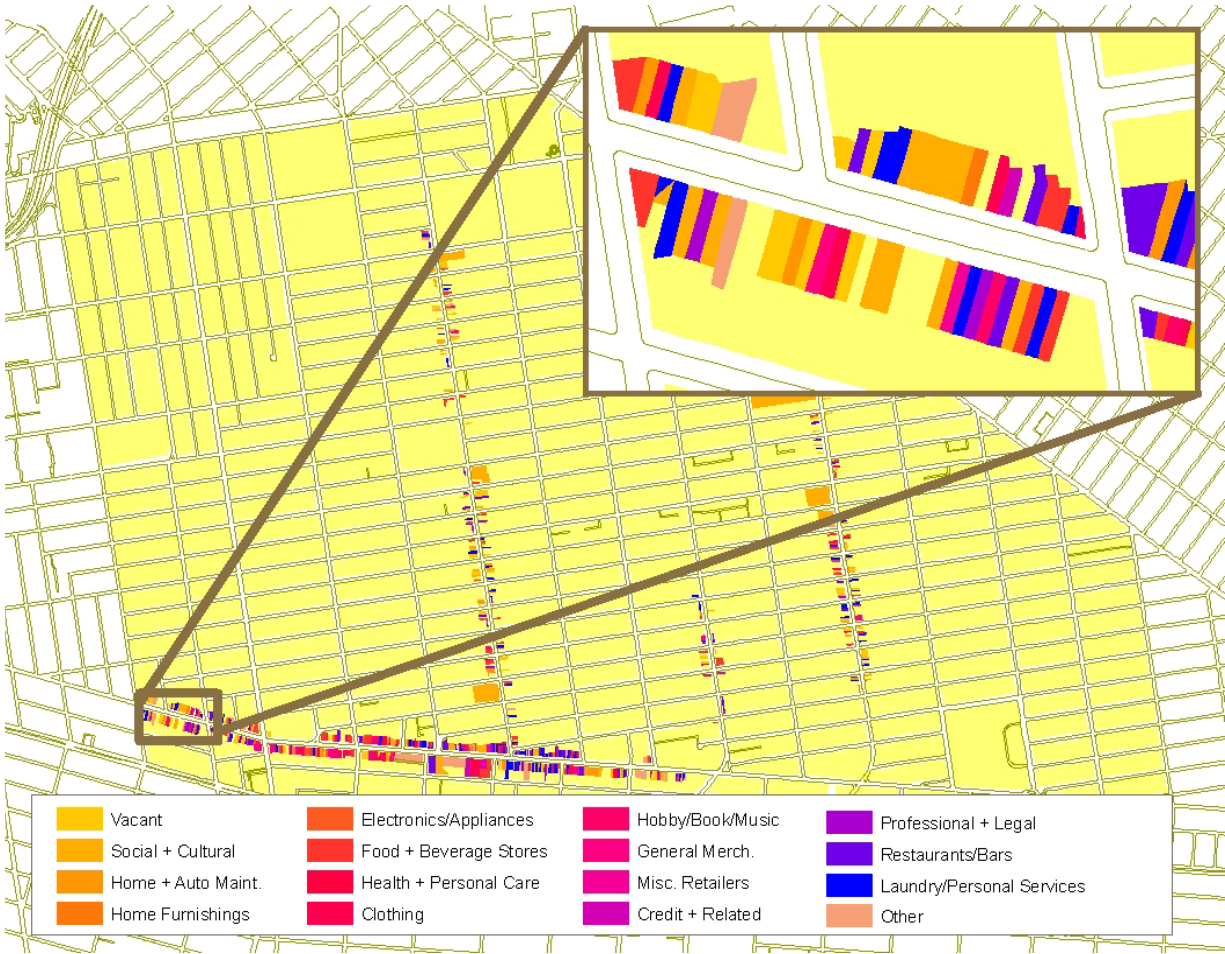 Vacant
Social + Cultural
Home + Auto Maint.
Home Furnishings
Electronics/Appliances
Food + Beverage Stores
Health + Personal Care
Clothing
Hobby/Book/Music
General Merch.
Misc. Retailers
Credit + Related
Professional + Legal
Restaurants/Bars
Laundry/Personal Services
Other